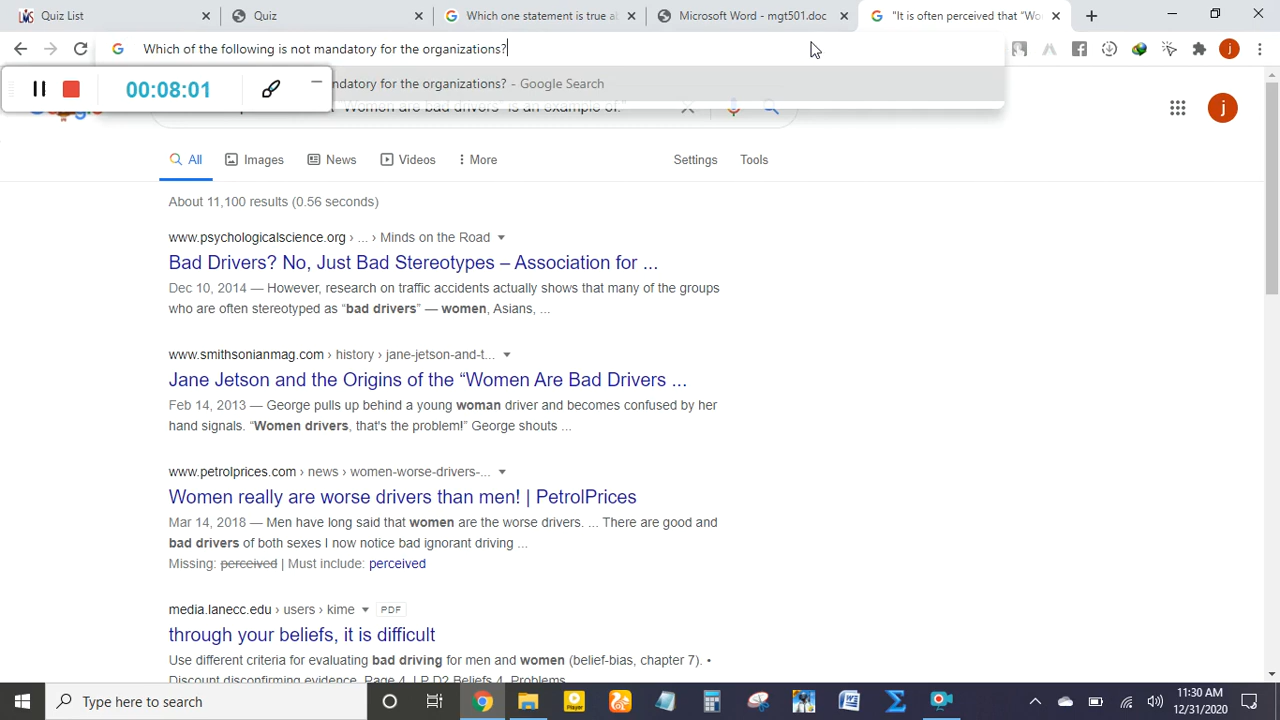 Quiz List
Quiz
Which one statement is true a
Microsoft Word - mgt501.doc
"It is often perceived that “Wo
Which of the following is not mandatory for the organizations?
ndatory for the organizations? - Google Search
00:08:01
Women are bad drivers" is an example of."
All
Images
News
Videos
More
Settings
Tools
About 11,100 results (0.56 seconds)
www.psychologicalscience.org › ... › Minds on the Road
Bad Drivers? No, Just Bad Stereotypes – Association for ...
Dec 10, 2014 — However, research on traffic accidents actually shows that many of the groups
who are often stereotyped as “bad drivers” — women, Asians, ...
www.smithsonianmag.com › history › jane-jetson-and-t...
Jane Jetson and the Origins of the “Women Are Bad Drivers ...
Feb 14, 2013 — George pulls up behind a young woman driver and becomes confused by her
hand signals. “Women drivers, that's the problem!” George shouts ...
www.petrolprices.com › news › women-worse-drivers-...
Women really are worse drivers than men! | PetrolPrices
Mar 14, 2018 — Men have long said that women are the worse drivers. ... There are good and
bad drivers of both sexes I now notice bad ignorant driving ...
Missing: perceived | Must include: perceived
media.lanecc.edu › users › kime PDF
through your beliefs, it is difficult
Use different criteria for evaluating bad driving for men and women (belief-bias, chapter 7). •
Discount disconfirming evidence. Page 4. LP D2 Beliefs 4. Problems
Type here to search
11:30 AM
12/31/2020